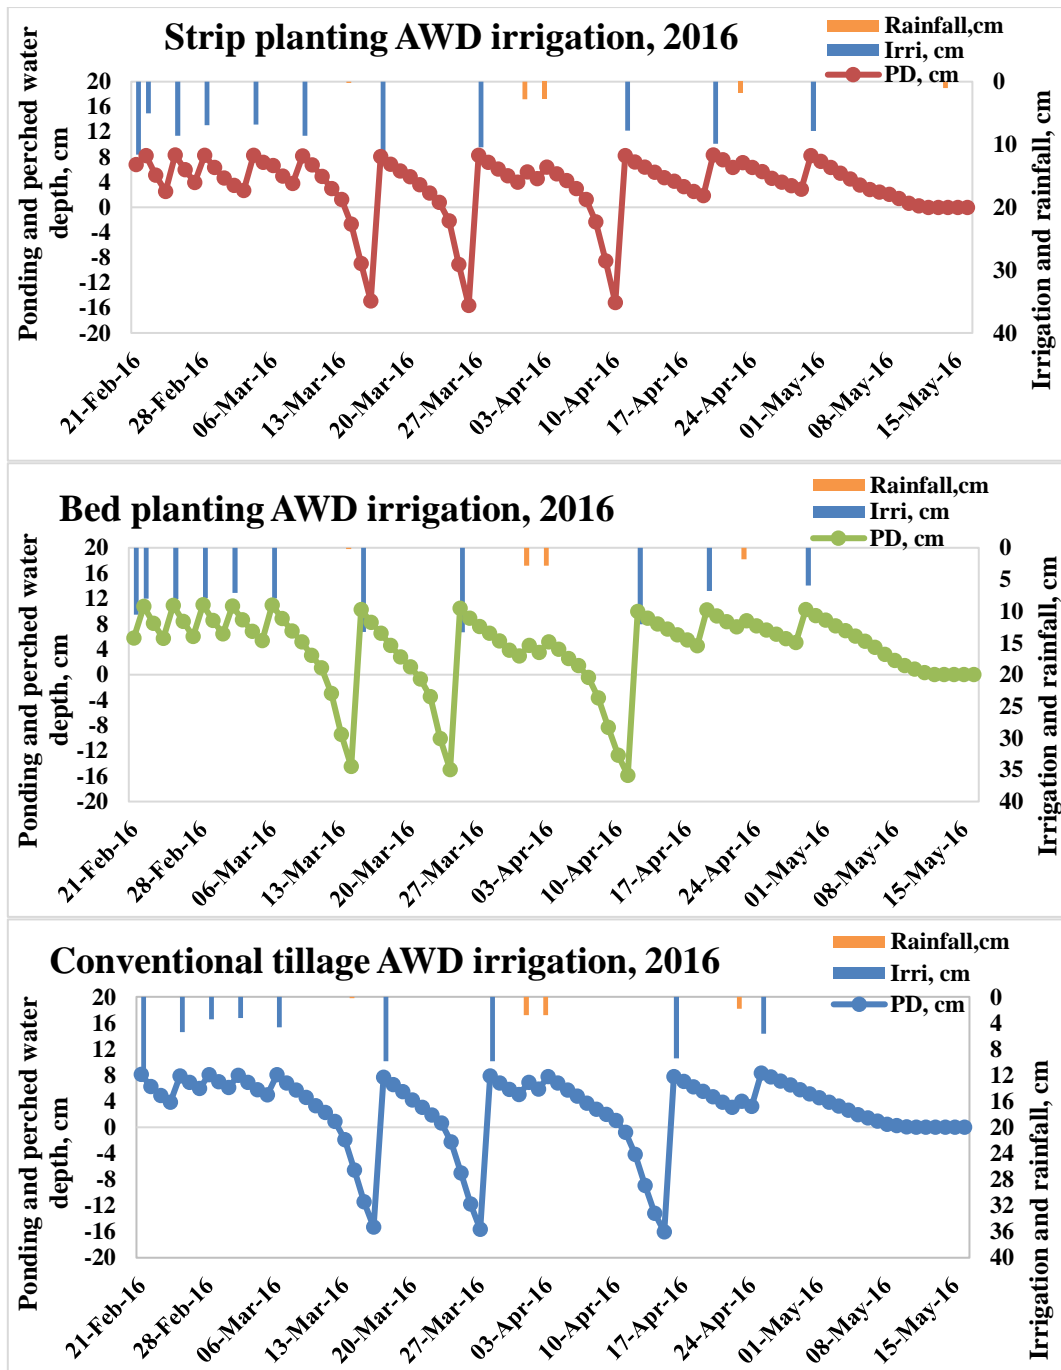 Strip planting AWD irrigation, 2016
Rainfall,cm
Irri, cm
PD, cm
Ponding and perched water
depth, cm
20
16
12
8
4
0
-4
-8
-12
-16
-20
0
10
20
30
40
Irrigation and rainfall, cm
21-Feb-16
28-Feb-16
06-Mar-16
13-Mar-16
20-Mar-16
27-Mar-16
03-Apr-16
10-Apr-16
17-Apr-16
24-Apr-16
01-May-16
08-May-16
15-May-16
Bed planting AWD irrigation, 2016
Rainfall,cm
Irri, cm
PD, cm
Ponding and perched water
depth, cm
20
16
12
8
4
0
-4
-8
-12
-16
-20
0
5
10
15
20
25
30
35
40
Irrigation and rainfall, cm
21-Feb-16
28-Feb-16
06-Mar-16
13-Mar-16
20-Mar-16
27-Mar-16
03-Apr-16
10-Apr-16
17-Apr-16
24-Apr-16
01-May-16
08-May-16
15-May-16
Conventional tillage AWD irrigation, 2016
Rainfall,cm
Irri, cm
PD, cm
Ponding and perched water
depth, cm
20
16
12
8
4
0
-4
-8
-12
-16
-20
0
4
8
12
16
20
24
28
32
36
40
Irrigation and rainfall, cm
21-Feb-16
28-Feb-16
06-Mar-16
13-Mar-16
20-Mar-16
27-Mar-16
03-Apr-16
10-Apr-16
17-Apr-16
24-Apr-16
01-May-16
08-May-16
15-May-16